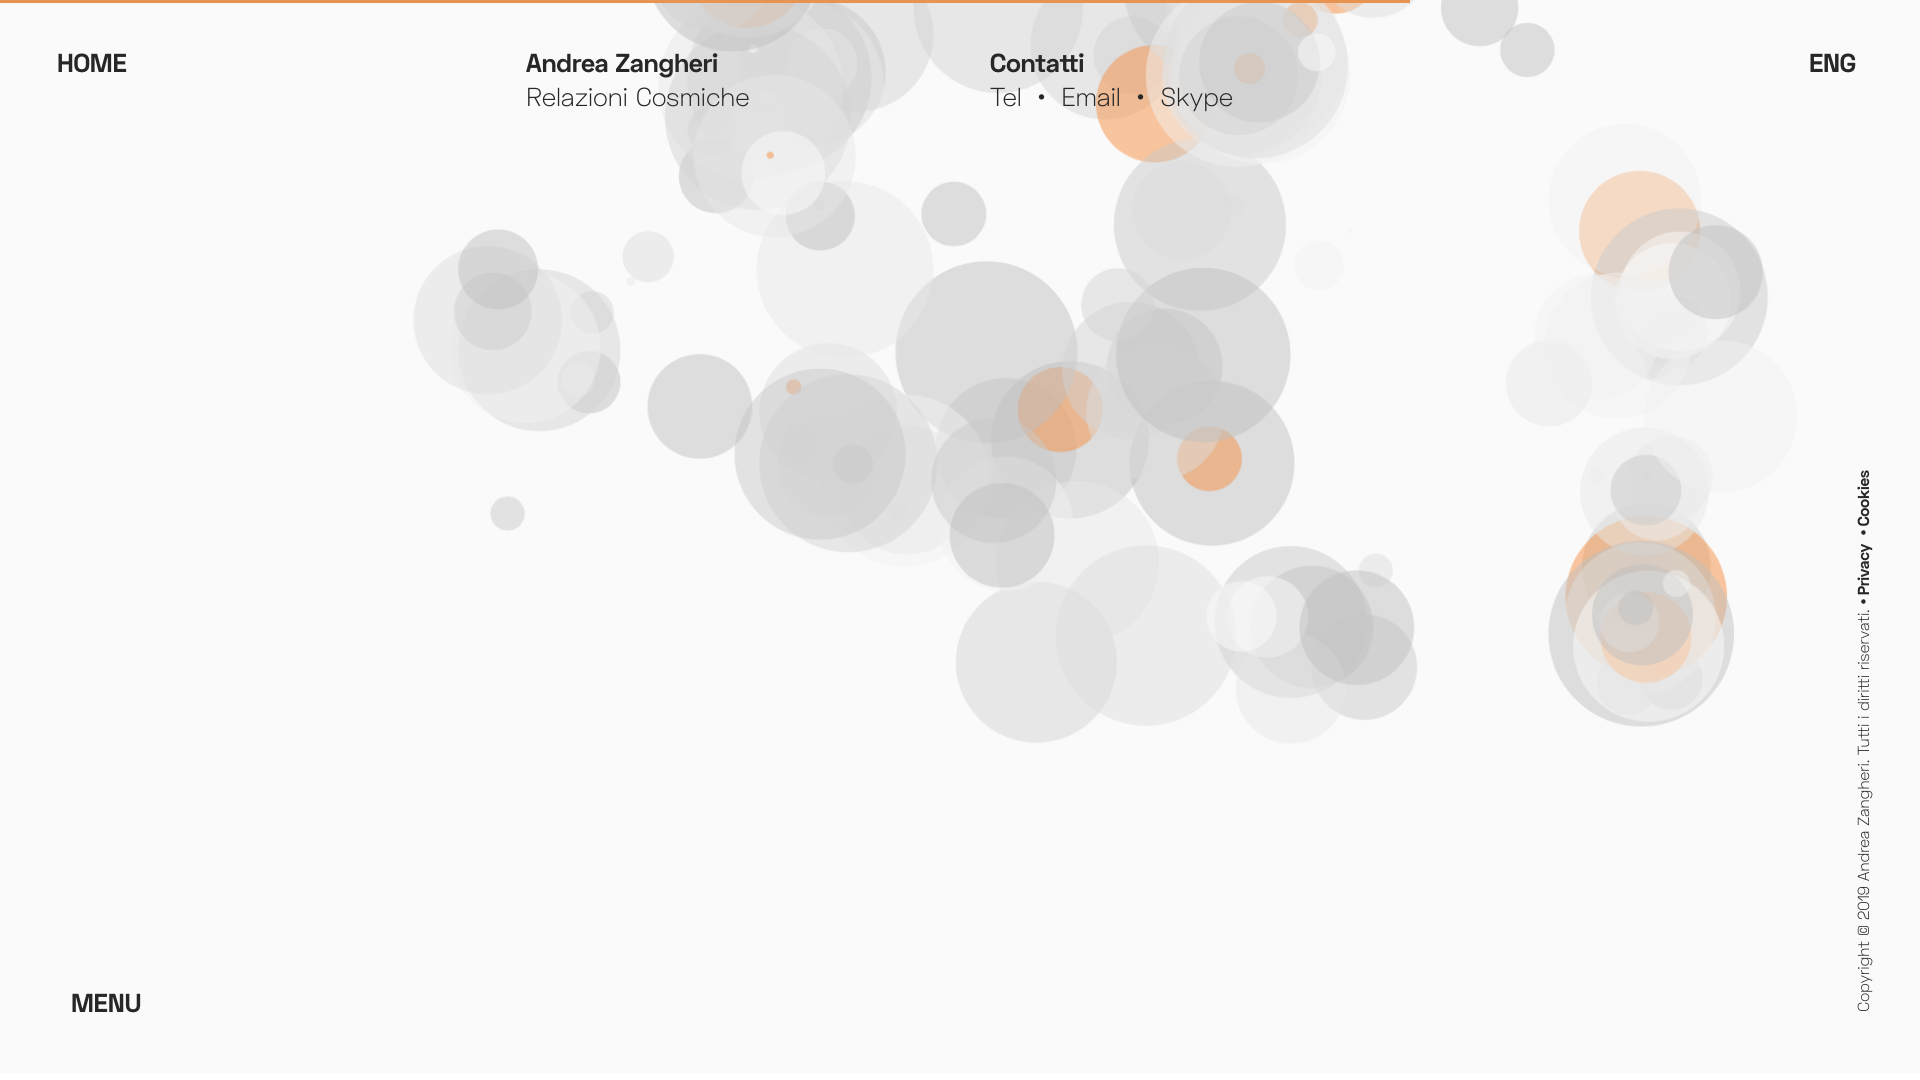 HOME
Andrea Zangheri
Relazioni Cosmiche
Contatti
Tel • Email • Skype
ENG
Copyright © 2019 Andrea Zangheri. Tutti i diritti riservati. • Privacy • Cookies
MENU